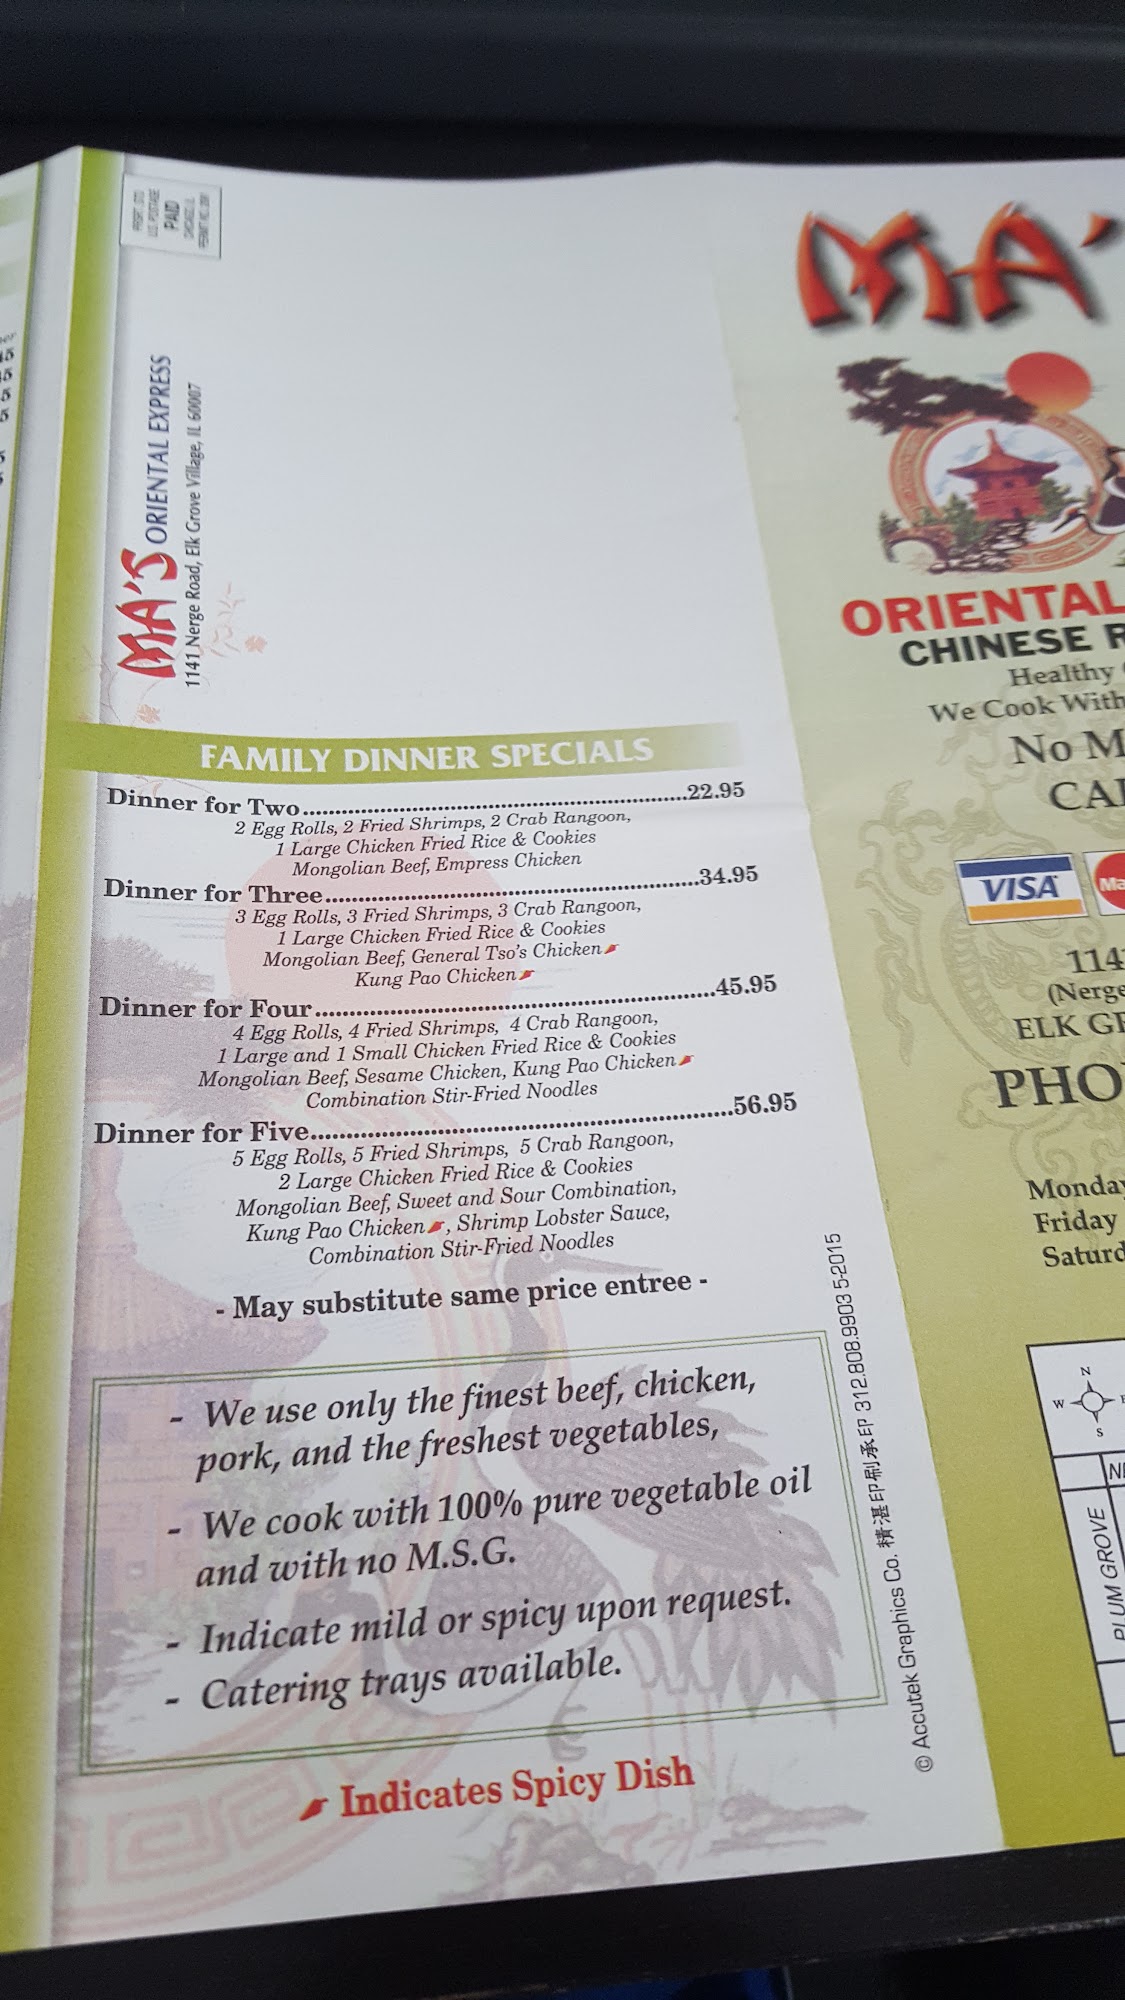 PRSRT. STD
U.S. POSTAGE
PAID
CHICAGO, IL
MA'S ORIENTAL EXPRESS
1141 Nerge Road, Elk Grove Village, IL 60007
FAMILY DINNER SPECIALS
Dinner for Two..........22.95
2 Egg Rolls, 2 Fried Shrimps, 2 Crab Rangoon,
1 Large Chicken Fried Rice & Cookies
Mongolian Beef, Empress Chicken
Dinner for Three..........34.95
3 Egg Rolls, 3 Fried Shrimps, 3 Crab Rangoon,
1 Large Chicken Fried Rice & Cookies
Mongolian Beef, General Tso's Chicken
Kung Pao Chicken
Dinner for Four..........45.95
4 Egg Rolls, 4 Fried Shrimps, 4 Crab Rangoon,
1 Large and 1 Small Chicken Fried Rice & Cookies
Mongolian Beef, Sesame Chicken, Kung Pao Chicken
Combination Stir-Fried Noodles
Dinner for Five..........56.95
5 Egg Rolls, 5 Fried Shrimps, 5 Crab Rangoon,
2 Large Chicken Fried Rice & Cookies
Mongolian Beef, Sweet and Sour Combination,
Kung Pao Chicken, Shrimp Lobster Sauce,
Combination Stir-Fried Noodles
- May substitute same price entree -
- We use only the finest beef, chicken,
pork, and the freshest vegetables,
- We cook with 100% pure vegetable oil
and with no M.S.G.
- Indicate mild or spicy upon request.
- Catering trays available.
Indicates Spicy Dish
© Accutek Graphics Co. 精湛印刷承印 312.808.9903 5-2015
MA'
ORIENTAL
CHINESE R
Healthy
We Cook With
No M
CAL
VISA
Ma
114
(Nerge
ELK G
PHO
Monday
Friday
Saturd
N
W
S
PLUM GROVE